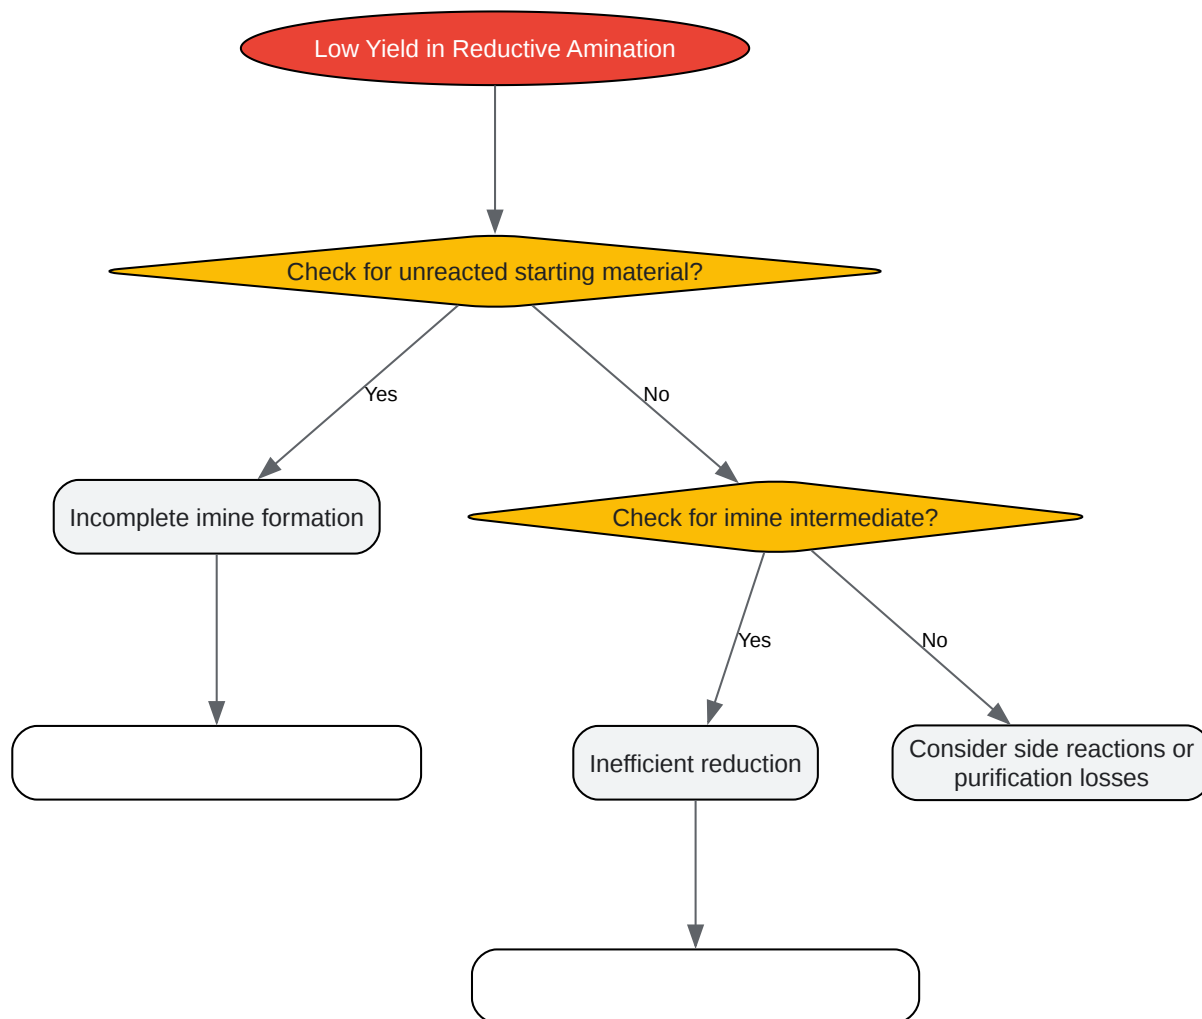 Low Yield in Reductive Amination
Check for unreacted starting material?
Yes
No
Incomplete imine formation
Check for imine intermediate?
Yes
No
Inefficient reduction
Consider side reactions or
purification losses